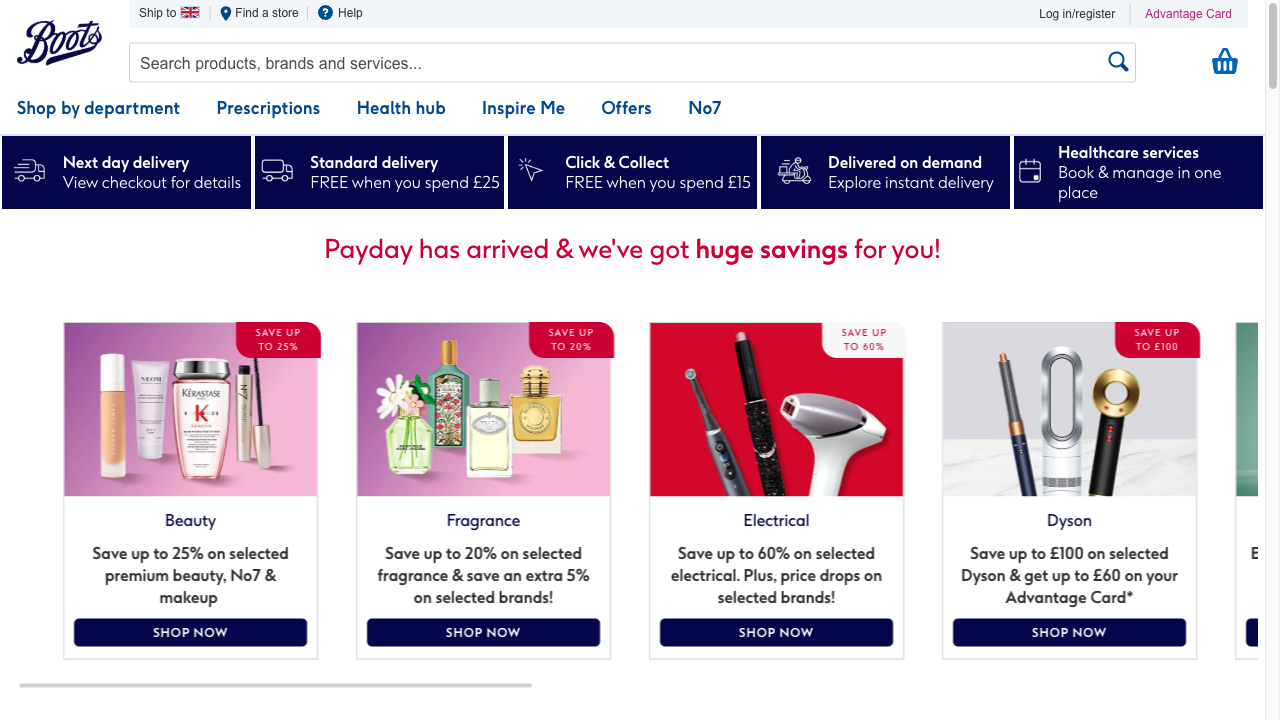 Boots
Ship to
Find a store
Help
Log in/register
Advantage Card
Search products, brands and services...
Shop by department
Prescriptions
Health hub
Inspire Me
Offers
No7
Next day delivery
View checkout for details
Standard delivery
FREE when you spend £25
Click & Collect
FREE when you spend £15
Delivered on demand
Explore instant delivery
Healthcare services
Book & manage in one
place
Payday has arrived & we've got huge savings for you!
SAVE UP
TO 25%
NEOM
KÉRASTASE
K
GENESIS
N°7
Beauty
Save up to 25% on selected
premium beauty, No7 &
makeup
SHOP NOW
SAVE UP
TO 20%
Fragrance
Save up to 20% on selected
fragrance & save an extra 5%
on selected brands!
SHOP NOW
SAVE UP
TO 60%
Electrical
Save up to 60% on selected
electrical. Plus, price drops on
selected brands!
SHOP NOW
SAVE UP
TO £100
Dyson
Save up to £100 on selected
Dyson & get up to £60 on your
Advantage Card*
SHOP NOW
E